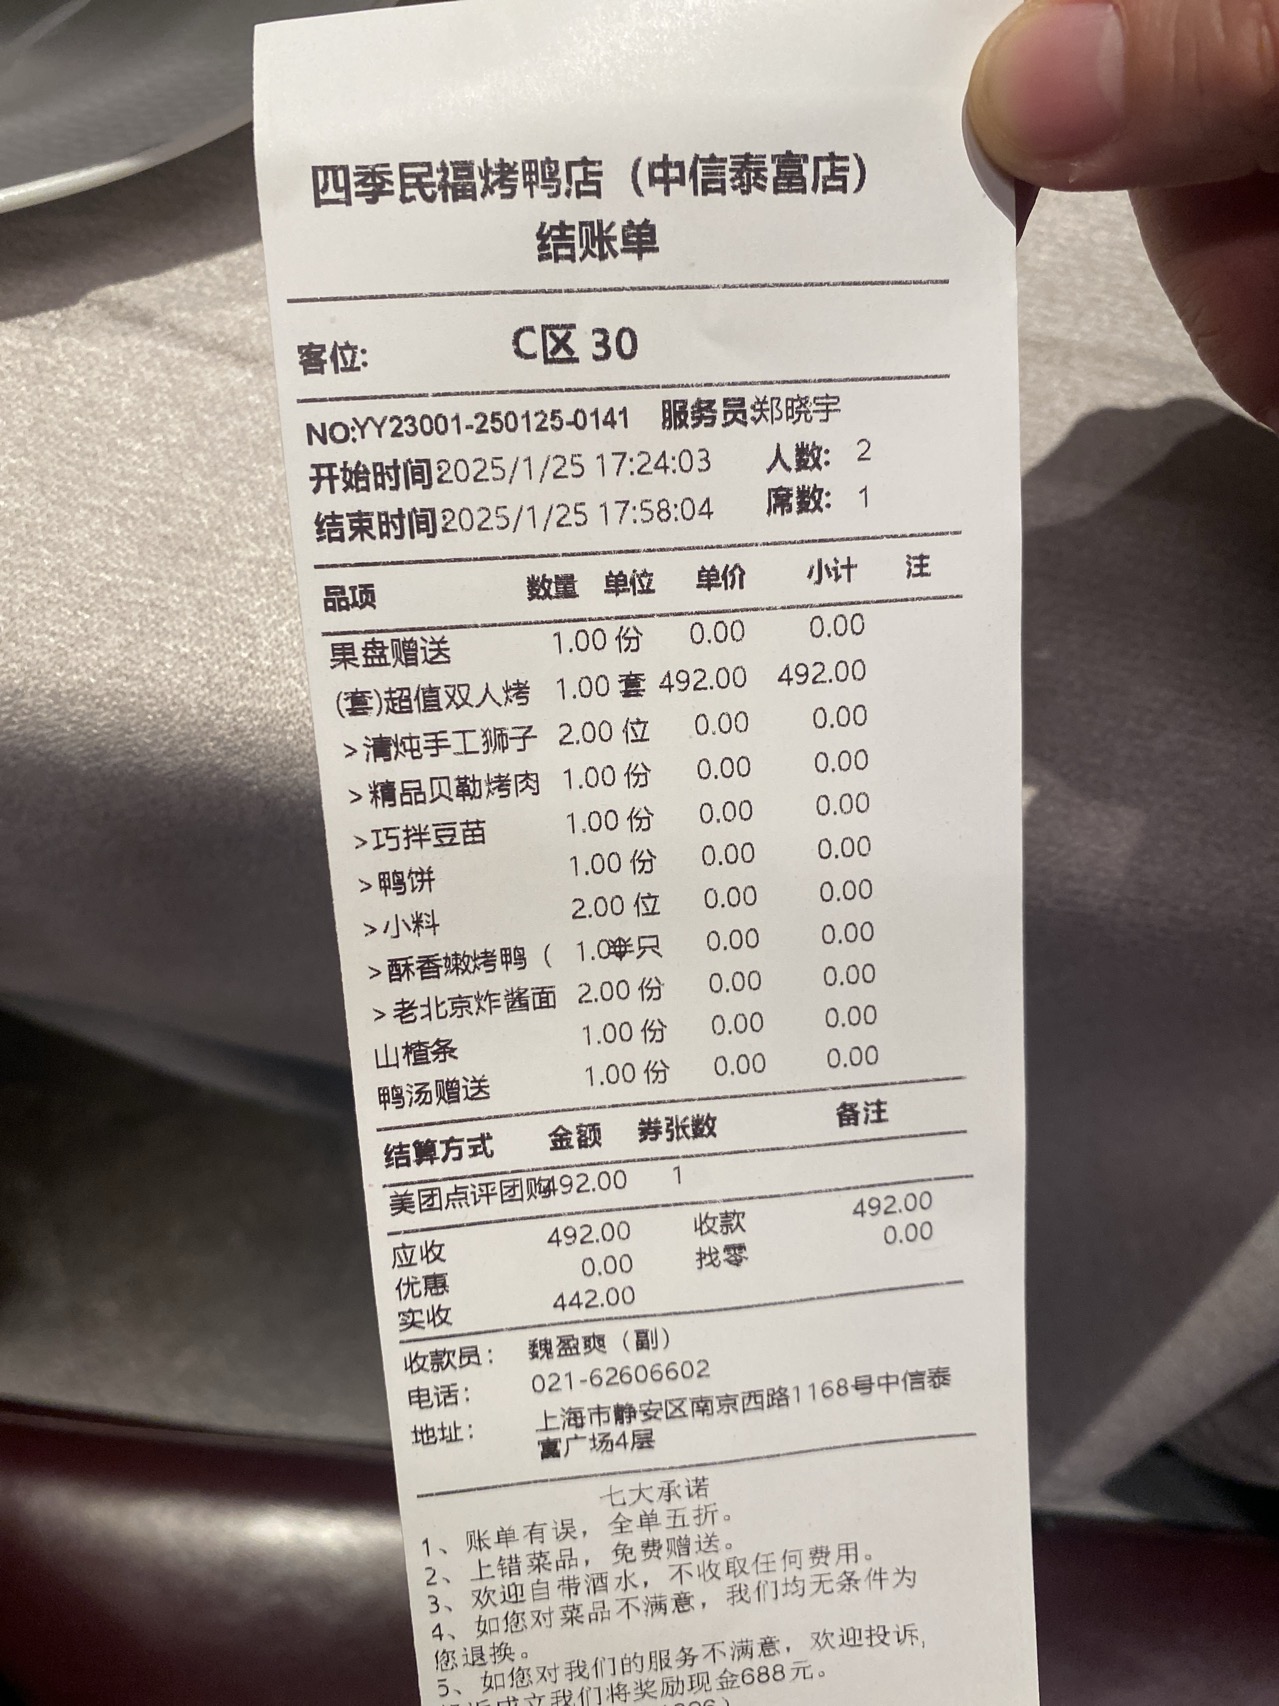 四季民福烤鸭店（中信泰富店）
结账单
客位: C区 30
NO:YY23001-250125-0141 服务员:郑晓宇
开始时间2025/1/25 17:24:03 人数: 2
结束时间2025/1/25 17:58:04 席数: 1
品项 数量 单位 单价 小计 注
果盘赠送 1.00 份 0.00 0.00
(套)超值双人烤 1.00 套 492.00 492.00
>清炖手工狮子 2.00 位 0.00 0.00
>精品贝勒烤肉 1.00 份 0.00 0.00
>巧拌豆苗 1.00 份 0.00 0.00
>鸭饼 1.00 份 0.00 0.00
>小料 2.00 位 0.00 0.00
>酥香嫩烤鸭（ 1.00半只 0.00 0.00
>老北京炸酱面 2.00 份 0.00 0.00
山楂条 1.00 份 0.00 0.00
鸭汤赠送 1.00 份 0.00 0.00
结算方式 金额 券张数 备注
美团点评团购492.00 1
应收 492.00 收款 492.00
优惠 0.00 找零 0.00
实收 442.00
收款员： 魏盈爽（副）
电话： 021-62606602
地址： 上海市静安区南京西路1168号中信泰
富广场4层
七大承诺
1、账单有误，全单五折。
2、上错菜品，免费赠送。
3、欢迎自带酒水，不收取任何费用。
4、如您对菜品不满意，我们均无条件为
您退换。
5、如您对我们的服务不满意，欢迎投诉，
成立我们将奖励现金688元。